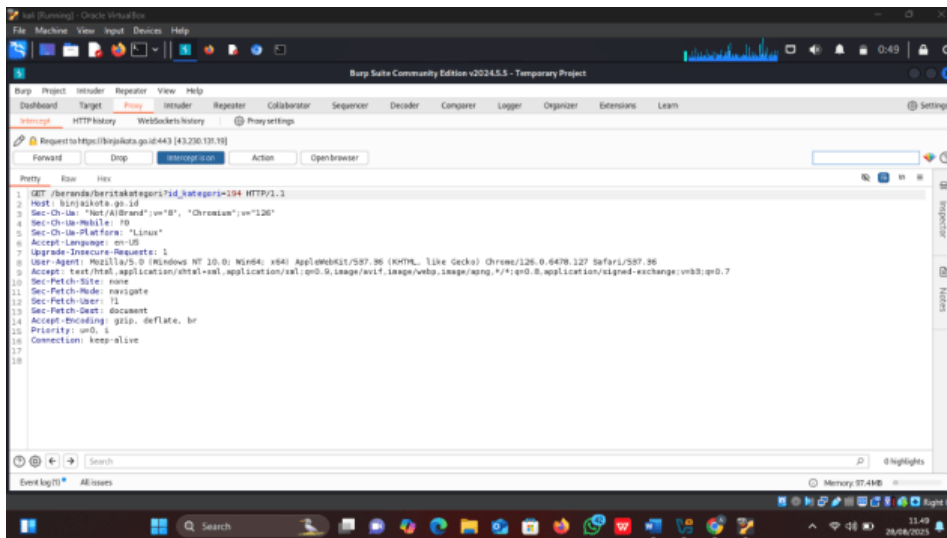 kali [Running] - Oracle VirtualBox
File Machine View Input Devices Help
0:49
Burp Suite Community Edition v2024.5.5 - Temporary Project
Burp Project Intruder Repeater View Help
Dashboard Target Proxy Intruder Repeater Collaborator Sequencer Decoder Comparer Logger Organizer Extensions Learn Settings
Intercept HTTP history WebSockets history Proxy settings
Request to https://binjaikota.go.id:443 [43.230.131.19]
Forward Drop Intercept is on Action Open browser
Pretty Raw Hex
1 GET /beranda/beritakategori?id_kategori=194 HTTP/1.1
2 Host: binjaikota.go.id
3 Sec-Ch-Ua: "Not/A)Brand";v="8", "Chromium";v="126"
4 Sec-Ch-Ua-Mobile: ?0
5 Sec-Ch-Ua-Platform: "Linux"
6 Accept-Language: en-US
7 Upgrade-Insecure-Requests: 1
8 User-Agent: Mozilla/5.0 (Windows NT 10.0; Win64; x64) AppleWebKit/537.36 (KHTML, like Gecko) Chrome/126.0.6478.127 Safari/537.36
9 Accept: text/html,application/xhtml+xml,application/xml;q=0.9,image/avif,image/webp,image/apng,*/*;q=0.8,application/signed-exchange;v=b3;q=0.7
10 Sec-Fetch-Site: none
11 Sec-Fetch-Mode: navigate
12 Sec-Fetch-User: ?1
13 Sec-Fetch-Dest: document
14 Accept-Encoding: gzip, deflate, br
15 Priority: u=0, i
16 Connection: keep-alive
17
18
Inspector
Notes
Search 0 highlights
Event log (1) All issues Memory: 97.4MB
Right
Search
11.49
28/08/2025